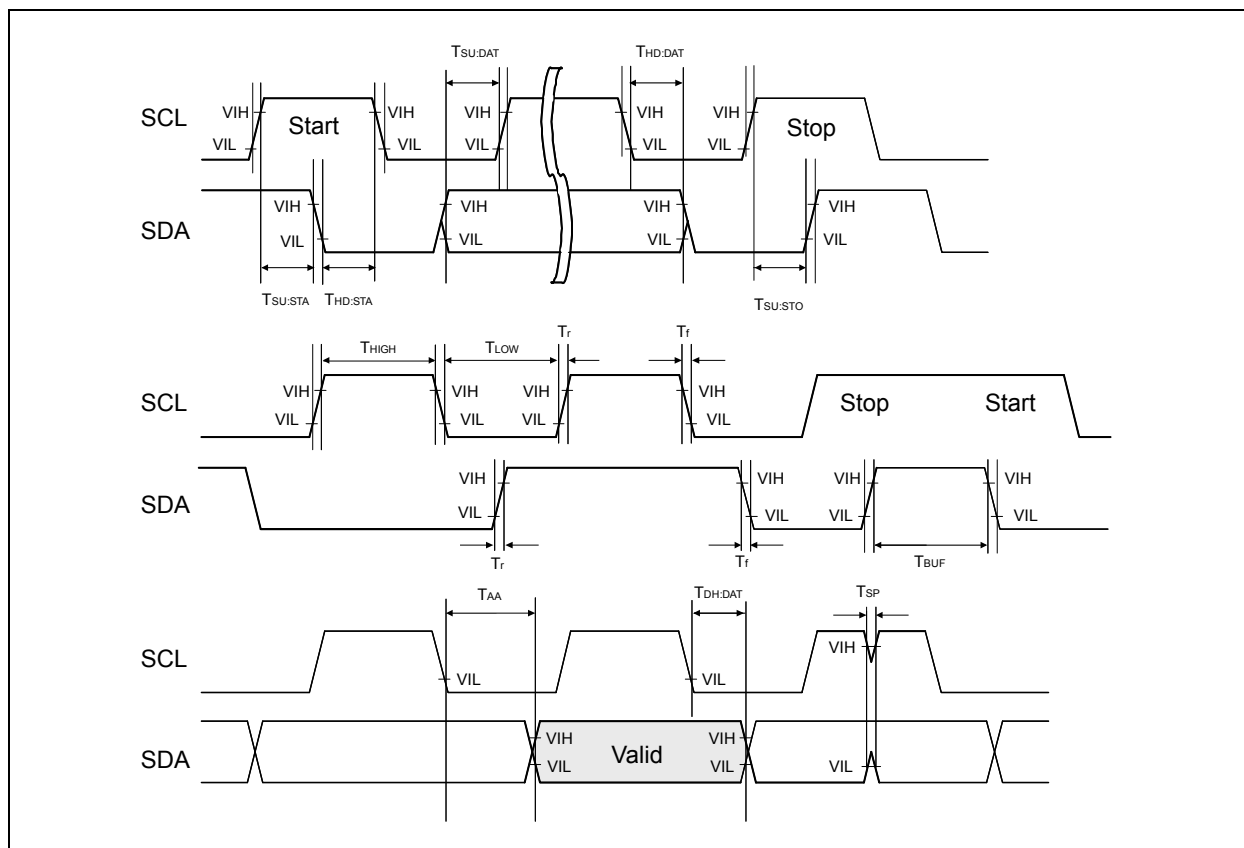 TSU:DAT THD:DAT
SCL VIH VIL Start VIH VIL VIH VIL VIH VIL VIH VIL Stop
SDA VIH VIL VIH VIL VIH VIL VIH VIL
TSU:STA THD:STA TSU:STO
THIGH TLOW Tr Tf
SCL VIH VIL VIH VIL VIH VIL VIH VIL Stop Start
SDA VIH VIL VIH VIL VIH VIL VIH VIL
Tr Tf TBUF
TAA TDH:DAT TSP
SCL VIL VIL VIH
SDA VIH VIL Valid VIH VIL VIL